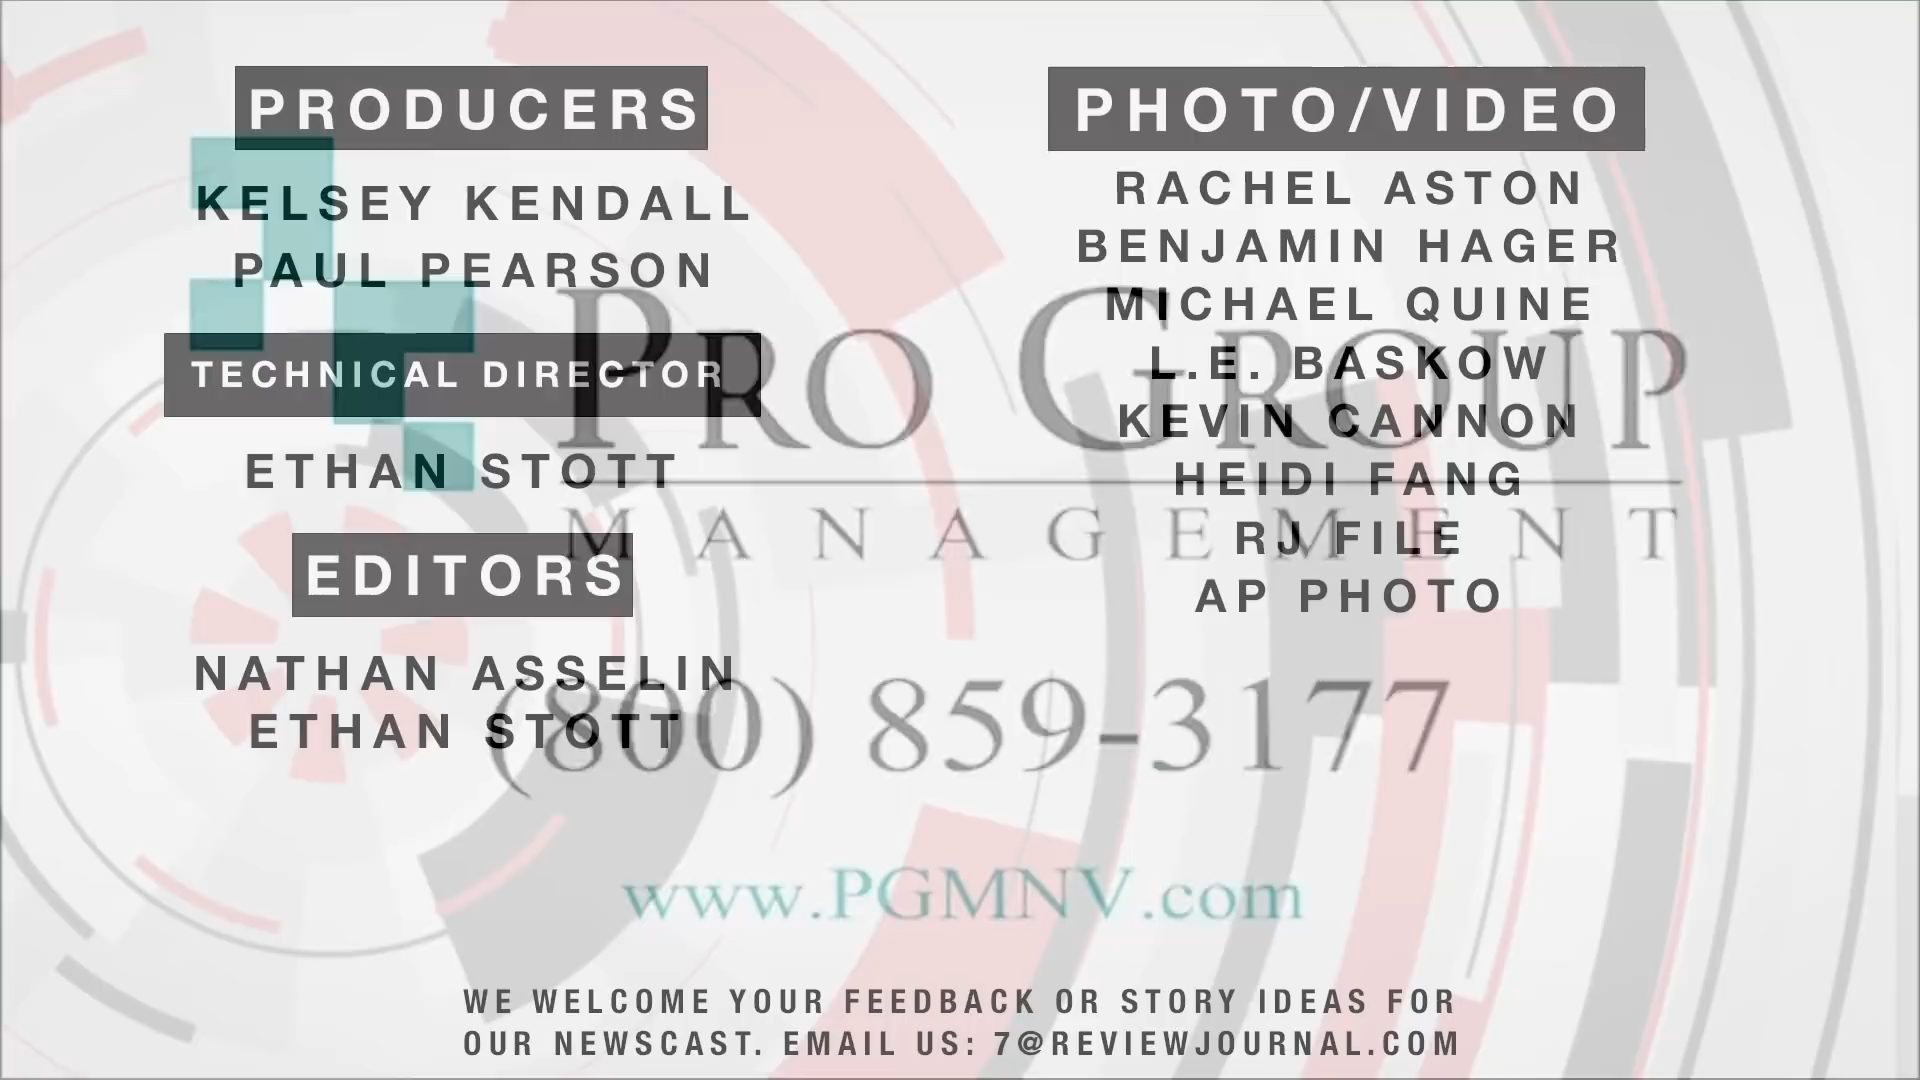 PRODUCERS
KELSEY KENDALL
PAUL PEARSON
TECHNICAL DIRECTOR
ETHAN STOTT
EDITORS
NATHAN ASSELIN
ETHAN STOTT
PHOTO/VIDEO
RACHEL ASTON
BENJAMIN HAGER
MICHAEL QUINE
L.E. BASKOW
KEVIN CANNON
HEIDI FANG
RJ FILE
AP PHOTO
PRO GROUP
MANAGEMENT
(800) 859-3177
www.PGMNV.com
WE WELCOME YOUR FEEDBACK OR STORY IDEAS FOR
OUR NEWSCAST. EMAIL US: 7@REVIEWJOURNAL.COM